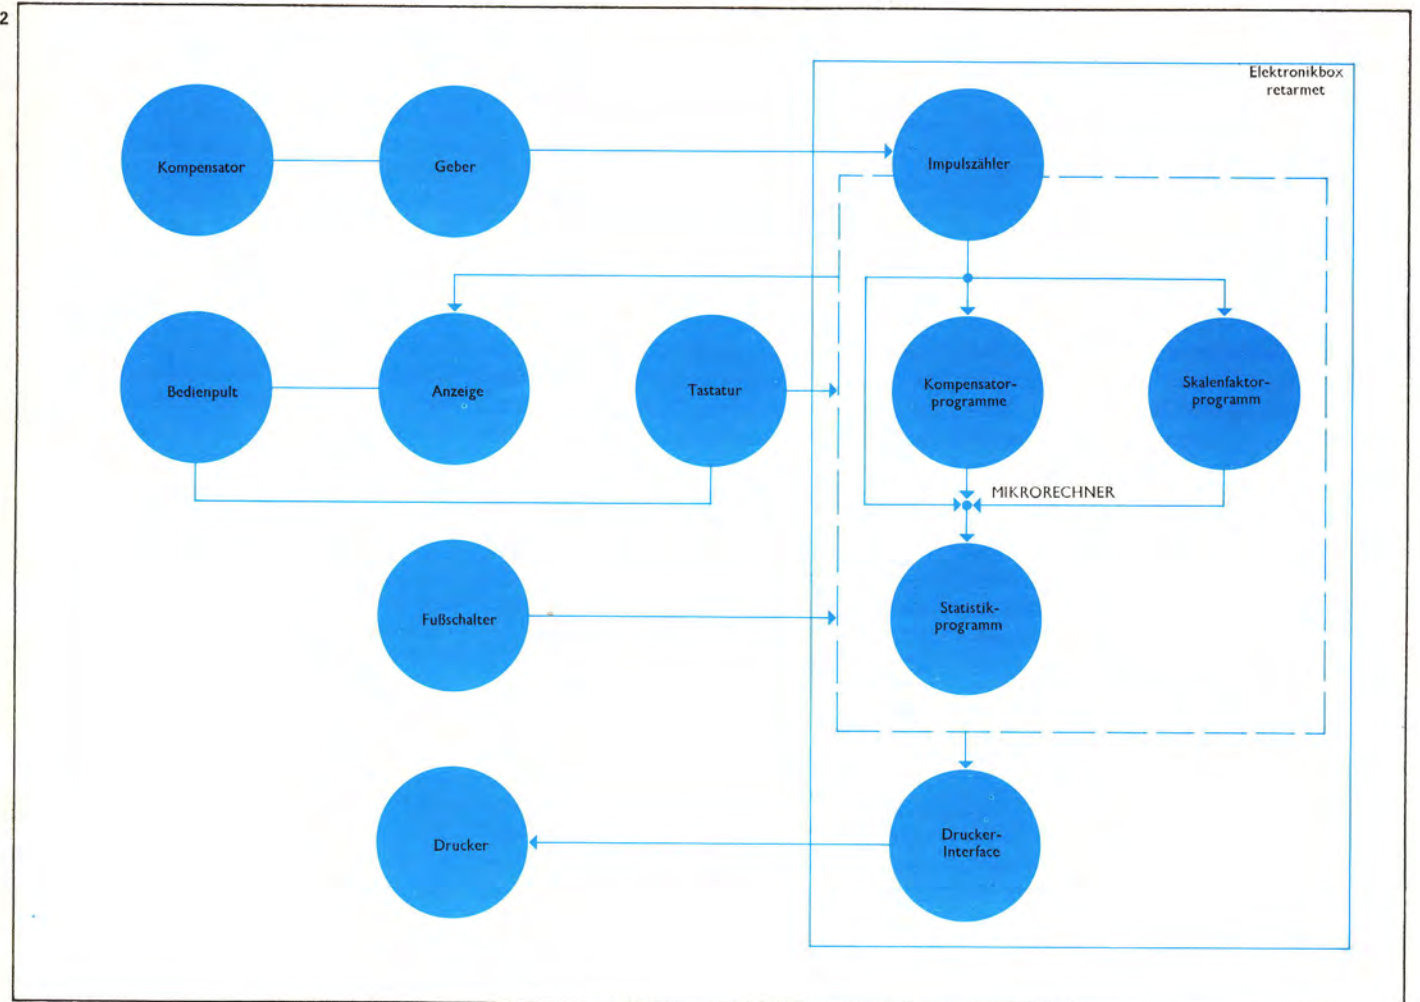 2
Elektronikbox
retarmet
Kompensator
Geber
Impulszähler
Bedienpult
Anzeige
Tastatur
Kompensator-
programme
Skalenfaktor-
programm
MIKRORECHNER
Fußschalter
Statistik-
programm
Drucker
Drucker-
Interface